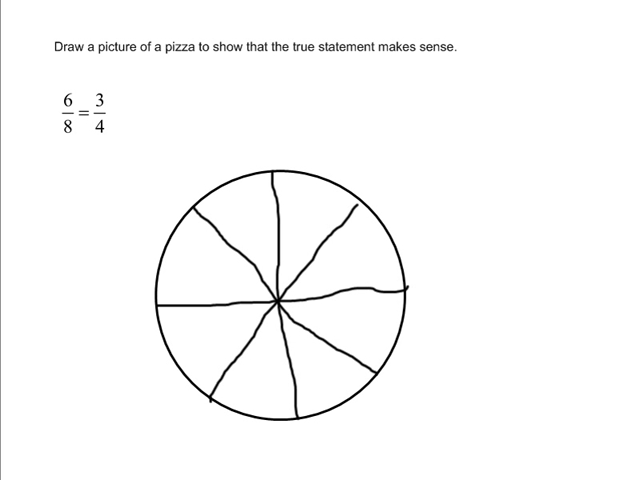 Draw a picture of a pizza to show that the true statement makes sense.
6/8 = 3/4